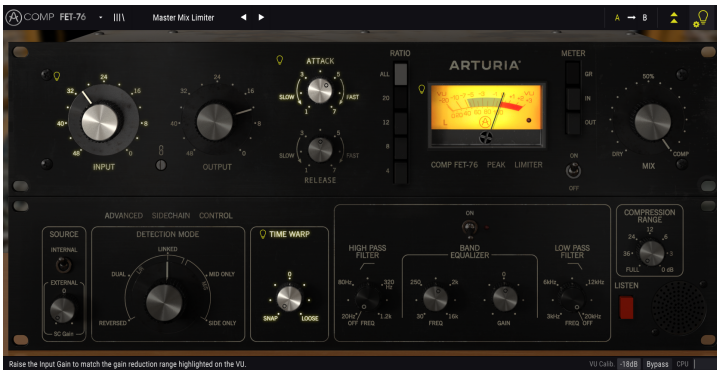 COMP FET-76
Master Mix Limiter
A → B
INPUT
48 40 32 24 16 8 0
OUTPUT
48 40 8 0
ATTACK
SLOW FAST
1 3 5 7
RELEASE
SLOW FAST
1 3 5 7
RATIO
ALL
20
12
8
4
ARTURIA
VU
L
COMP FET-76 PEAK LIMITER
METER
GR
IN
OUT
ON
OFF
50%
DRY COMP
MIX
ADVANCED SIDECHAIN CONTROL
SOURCE
INTERNAL
EXTERNAL
0
SC Gain
DETECTION MODE
LINKED
DUAL MID ONLY
REVERSED SIDE ONLY
TIME WARP
0
SNAP LOOSE
ON
HIGH PASS
FILTER
80Hz 320
Hz
20Hz 1.2k
OFF FREQ
BAND
EQUALIZER
250 2k
30 16k
FREQ
0
GAIN
LOW PASS
FILTER
6kHz 12kHz
3kHz 20kHz
FREQ OFF
COMPRESSION
RANGE
12
24 6
36 3
FULL 0 dB
LISTEN
Raise the Input Gain to match the gain reduction range highlighted on the VU.
VU Calib. -18dB Bypass CPU